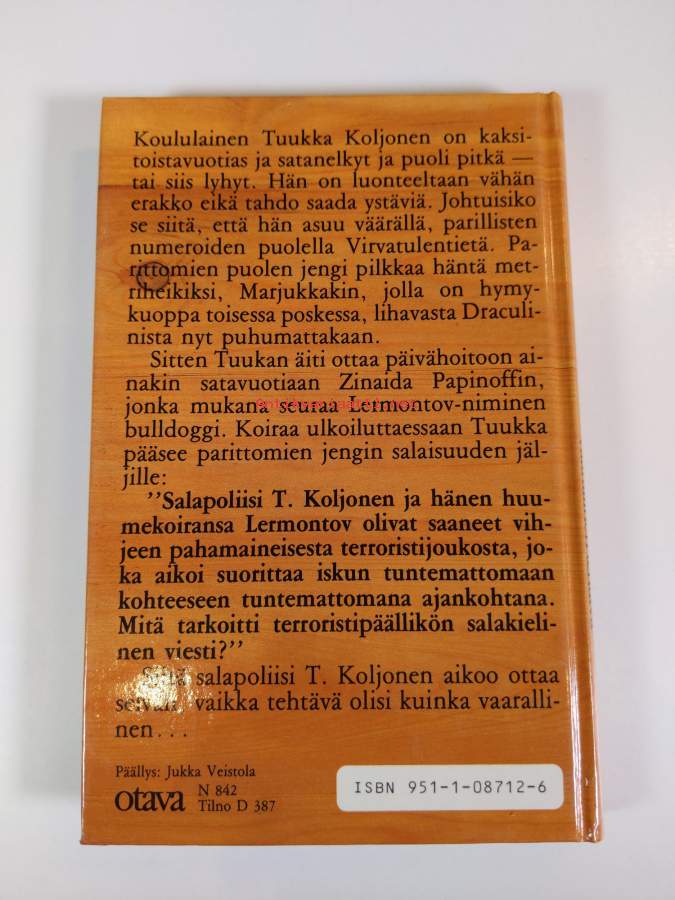 Koululainen Tuukka Koljonen on kaksi-
toistavuotias ja satanelkyt ja puoli pitkä —
tai siis lyhyt. Hän on luonteeltaan vähän
erakko eikä tahdo saada ystäviä. Johtuisiko
se siitä, että hän asuu väärällä, parillisten
numeroiden puolella Virvatulentietä. Pa-
rittomien puolen jengi pilkkaa häntä met-
riheikiksi, Marjukkakin, jolla on hymy-
kuoppa toisessa poskessa, lihavasta Draculi-
nista nyt puhumattakaan.
Sitten Tuukan äiti ottaa päivähoitoon ai-
nakin satavuotiaan Zinaida Papinoffin,
jonka mukana seuraa Lermontov-niminen
bulldoggi. Koiraa ulkoiluttaessaan Tuukka
pääsee parittomien jengin salaisuuden jäl-
jille:
"Salapoliisi T. Koljonen ja hänen huu-
mekoiransa Lermontov olivat saaneet vih-
jeen pahamaineisesta terroristijoukosta, jo-
ka aikoi suorittaa iskun tuntemattomaan
kohteeseen tuntemattomana ajankohtana.
Mitä tarkoitti terroristipäällikön salakieli-
nen viesti?"
Siitä salapoliisi T. Koljonen aikoo ottaa
selvän, vaikka tehtävä olisi kuinka vaaralli-
nen...
Päällys: Jukka Veistola
otava
N 842
Tilno D 387
ISBN 951-1-08712-6